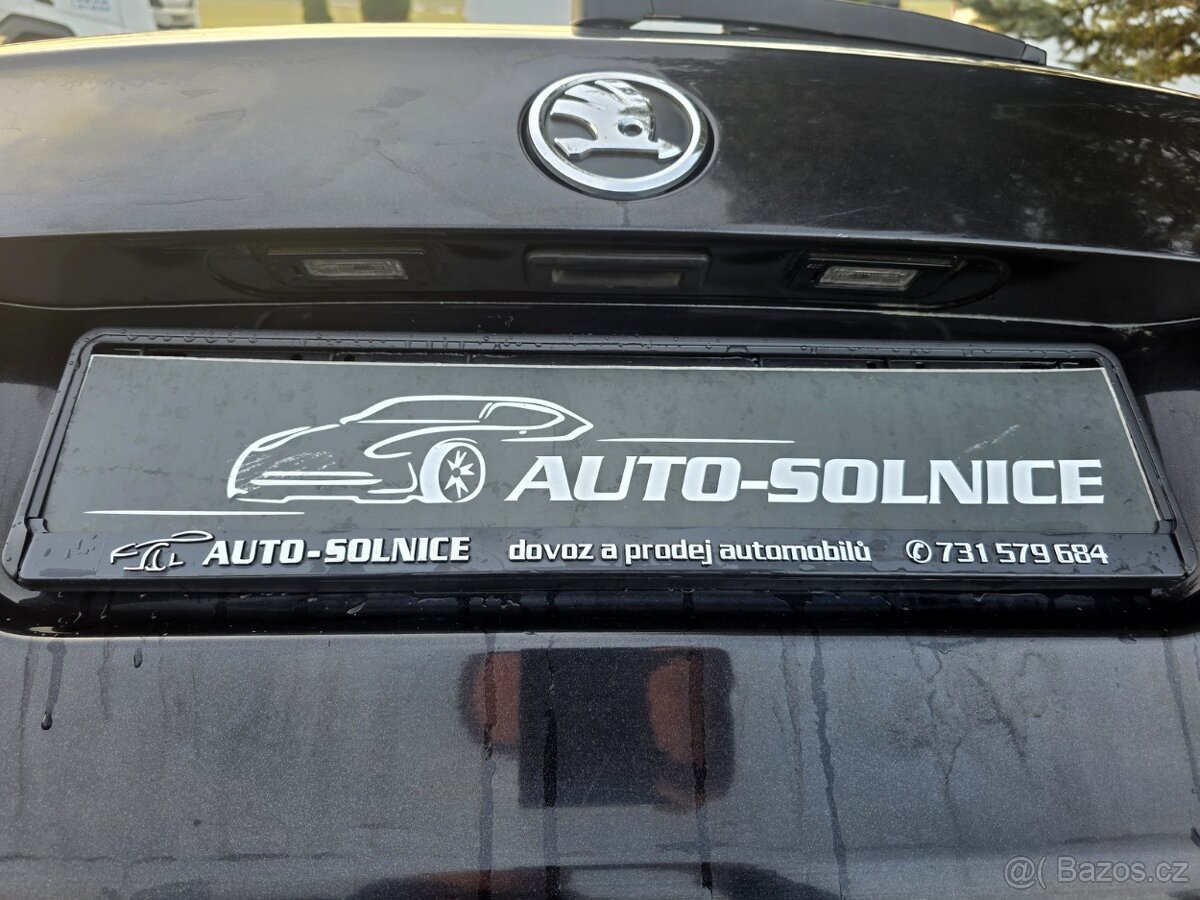 AUTO-SOLNICE
AUTO-SOLNICE dovoz a prodej automobilů ✆ 731 579 684
@( Bazos.cz